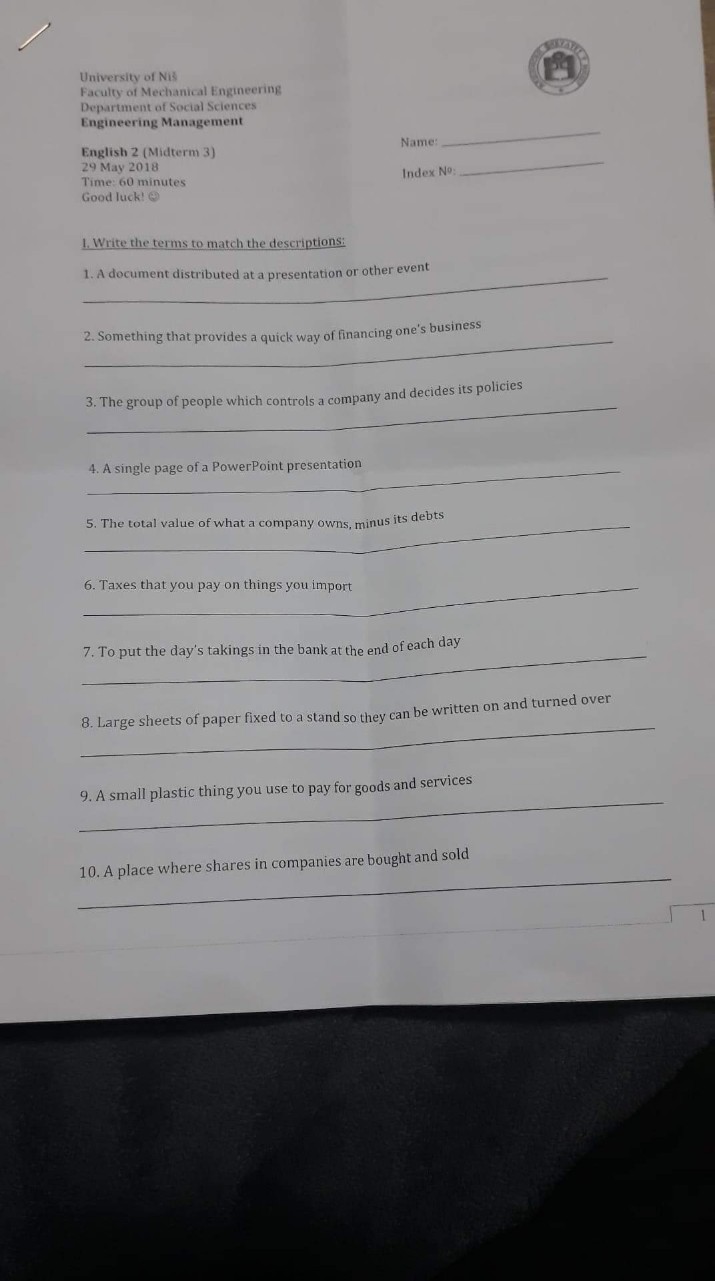 University of Niš
Faculty of Mechanical Engineering
Department of Social Sciences
Engineering Management
English 2 (Midterm 3)
29 May 2018
Time: 60 minutes
Good luck! ☺
Name:
Index Nº:
I. Write the terms to match the descriptions:
1. A document distributed at a presentation or other event
2. Something that provides a quick way of financing one's business
3. The group of people which controls a company and decides its policies
4. A single page of a PowerPoint presentation
5. The total value of what a company owns, minus its debts
6. Taxes that you pay on things you import
7. To put the day's takings in the bank at the end of each day
8. Large sheets of paper fixed to a stand so they can be written on and turned over
9. A small plastic thing you use to pay for goods and services
10. A place where shares in companies are bought and sold
1